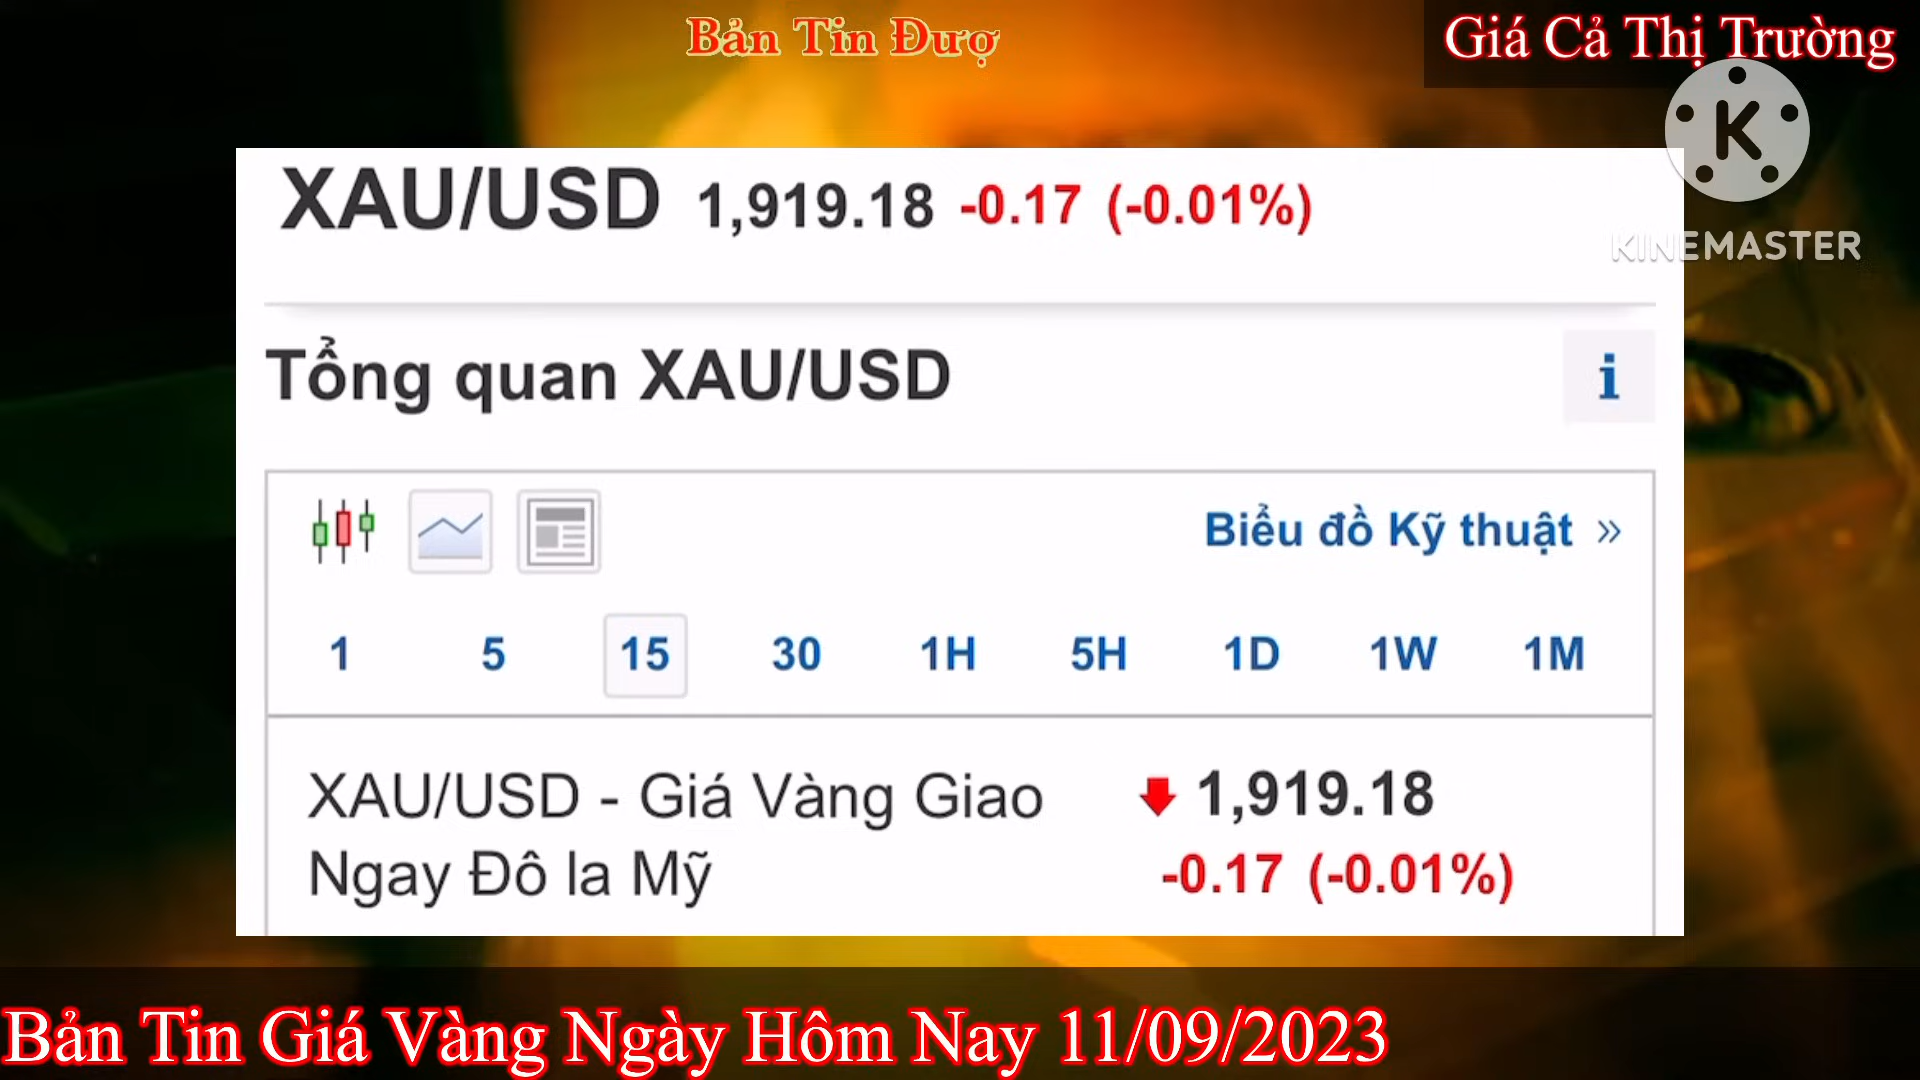 Bản Tin Đượ
Giá Cả Thị Trường
K
KINEMASTER
XAU/USD 1,919.18 -0.17 (-0.01%)
Tổng quan XAU/USD
i
Biểu đồ Kỹ thuật »
1 5 15 30 1H 5H 1D 1W 1M
XAU/USD - Giá Vàng Giao 1,919.18
Ngay Đô la Mỹ -0.17 (-0.01%)
Bản Tin Giá Vàng Ngày Hôm Nay 11/09/2023